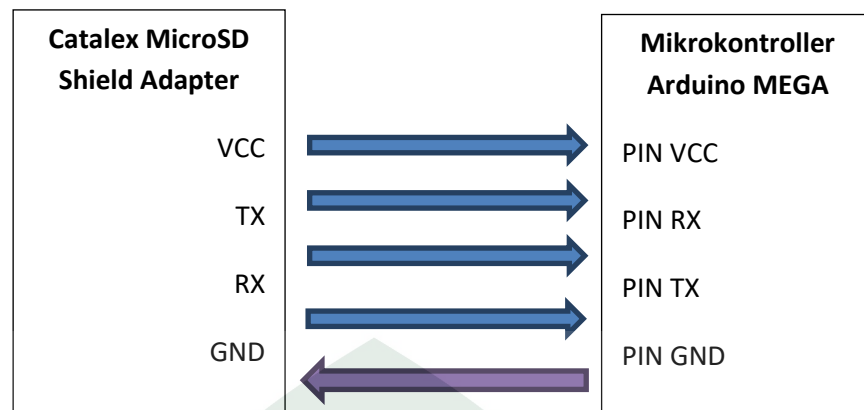 Catalex MicroSD
Shield Adapter
VCC
TX
RX
GND
Mikrokontroller
Arduino MEGA
PIN VCC
PIN RX
PIN TX
PIN GND